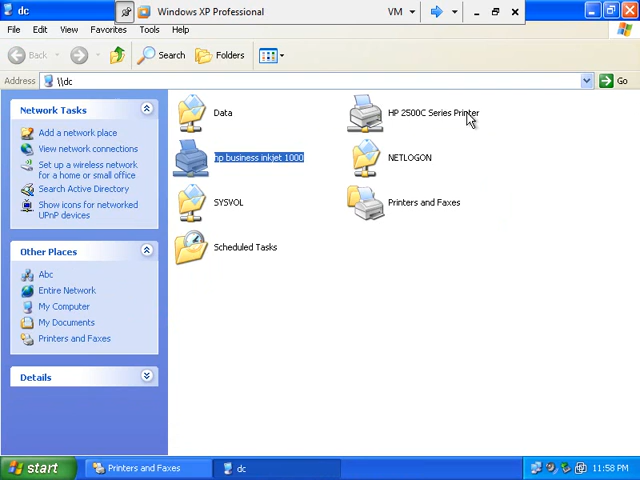 dc
Windows XP Professional
VM
File Edit View Favorites Tools Help
Back Search Folders
Address \\dc Go
Network Tasks
Add a network place
View network connections
Set up a wireless network
for a home or small office
Search Active Directory
Show icons for networked
UPnP devices
Other Places
Abc
Entire Network
My Computer
My Documents
Printers and Faxes
Details
Data
HP 2500C Series Printer
hp business inkjet 1000
NETLOGON
SYSVOL
Printers and Faxes
Scheduled Tasks
start Printers and Faxes dc 11:58 PM